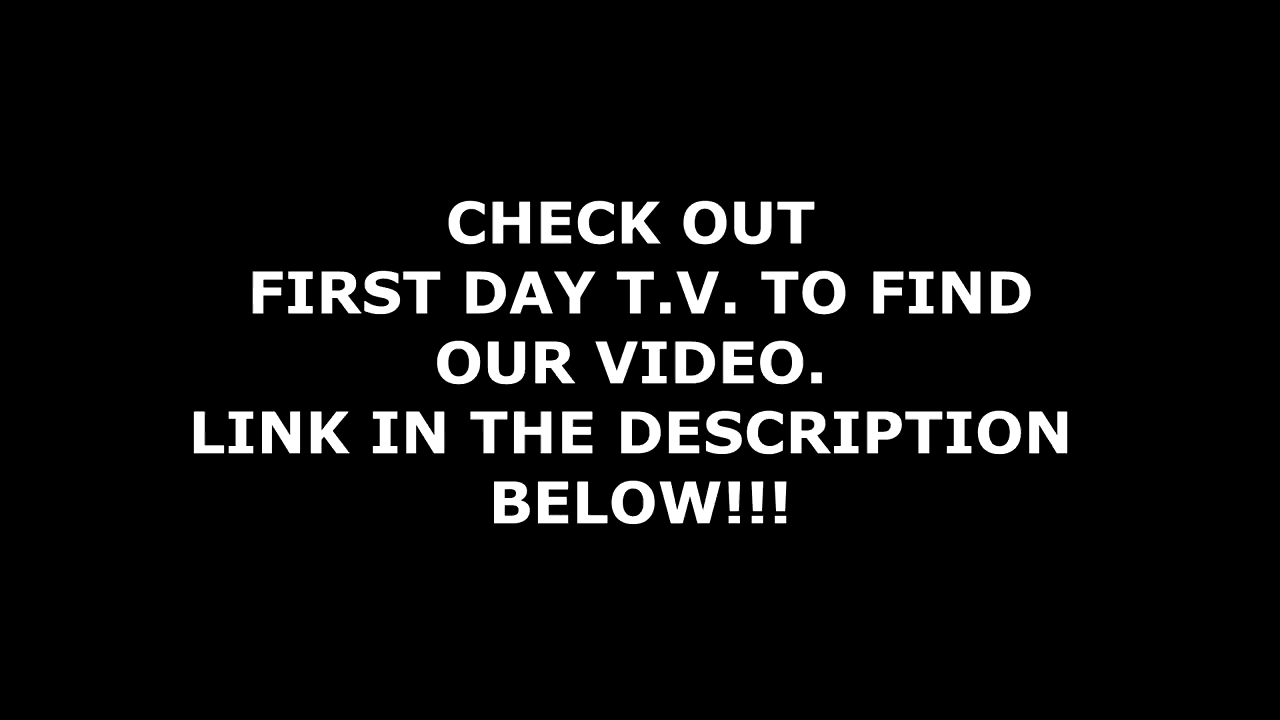 CHECK OUT
FIRST DAY T.V. TO FIND
OUR VIDEO.
LINK IN THE DESCRIPTION
BELOW!!!